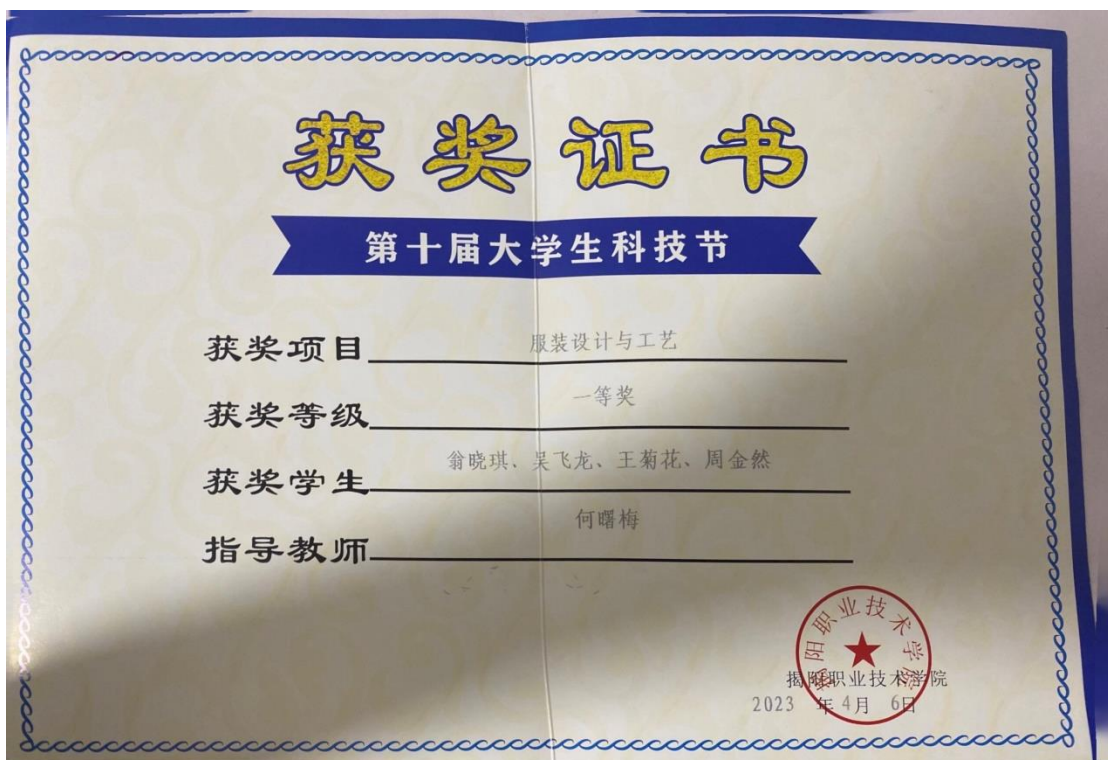 获奖证书
第十届大学生科技节
获奖项目 服装设计与工艺
获奖等级 一等奖
获奖学生 翁晓琪、吴飞龙、王菊花、周金然
指导教师 何曙梅
揭阳职业技术学院
揭阳职业技术学院
2023 年 4月 6日